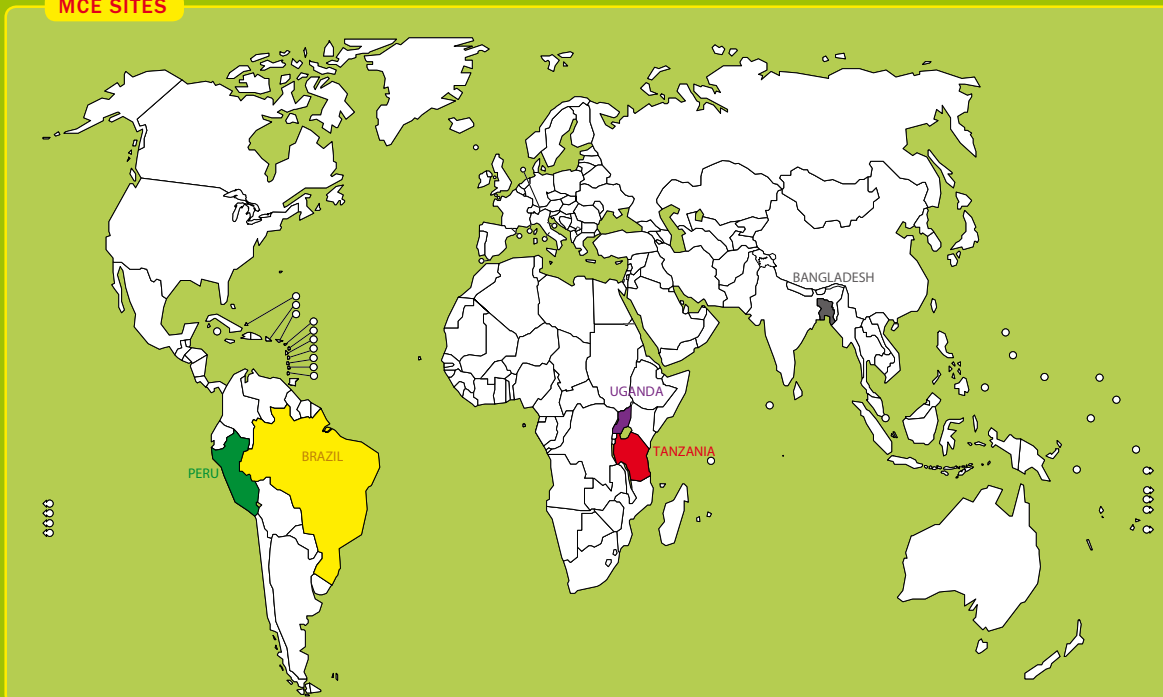 MCE SITES
BANGLADESH
UGANDA
TANZANIA
BRAZIL
PERU